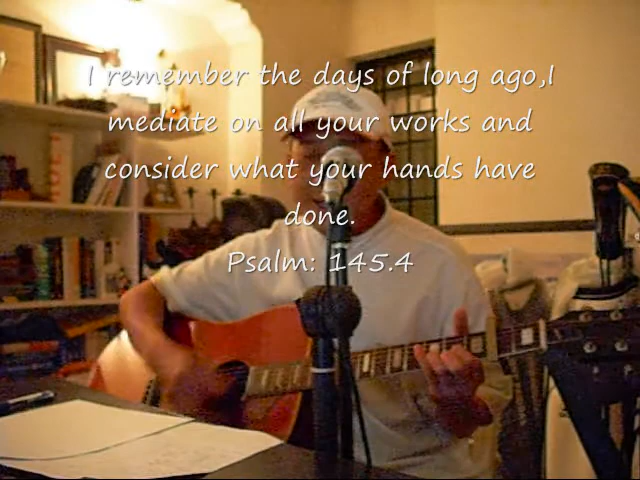 I remember the days of long ago,I
mediate on all your works and
consider what your hands have
done.
Psalm: 145.4